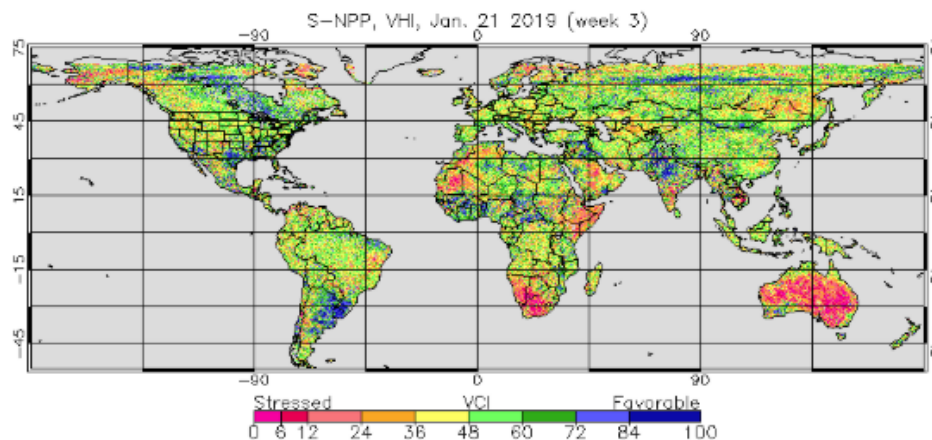 S-NPP, VHI, Jan. 21 2019 (week 3)
-90 0 90
75
45
15
-15
-45
-90 0 90
Stressed VCI Favorable
0 6 12 24 36 48 60 72 84 100